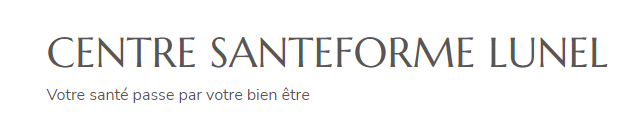 CENTRE SANTEFORME LUNEL
Votre santé passe par votre bien être